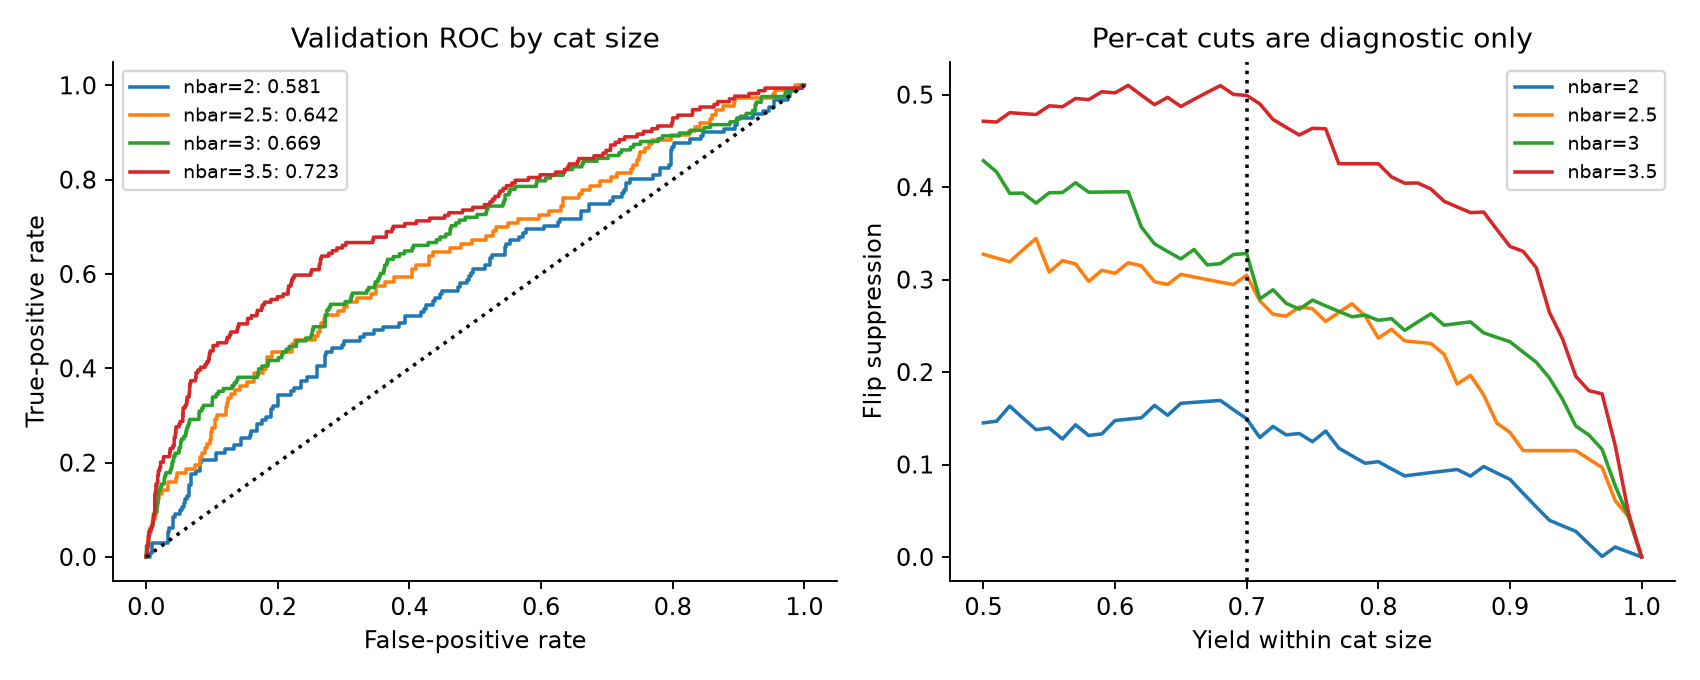 Validation ROC by cat size
nbar=2: 0.581
nbar=2.5: 0.642
nbar=3: 0.669
nbar=3.5: 0.723
1.0
0.8
0.6
0.4
0.2
0.0
True-positive rate
0.0 0.2 0.4 0.6 0.8 1.0
False-positive rate
Per-cat cuts are diagnostic only
nbar=2
nbar=2.5
nbar=3
nbar=3.5
0.5
0.4
0.3
0.2
0.1
0.0
Flip suppression
0.5 0.6 0.7 0.8 0.9 1.0
Yield within cat size